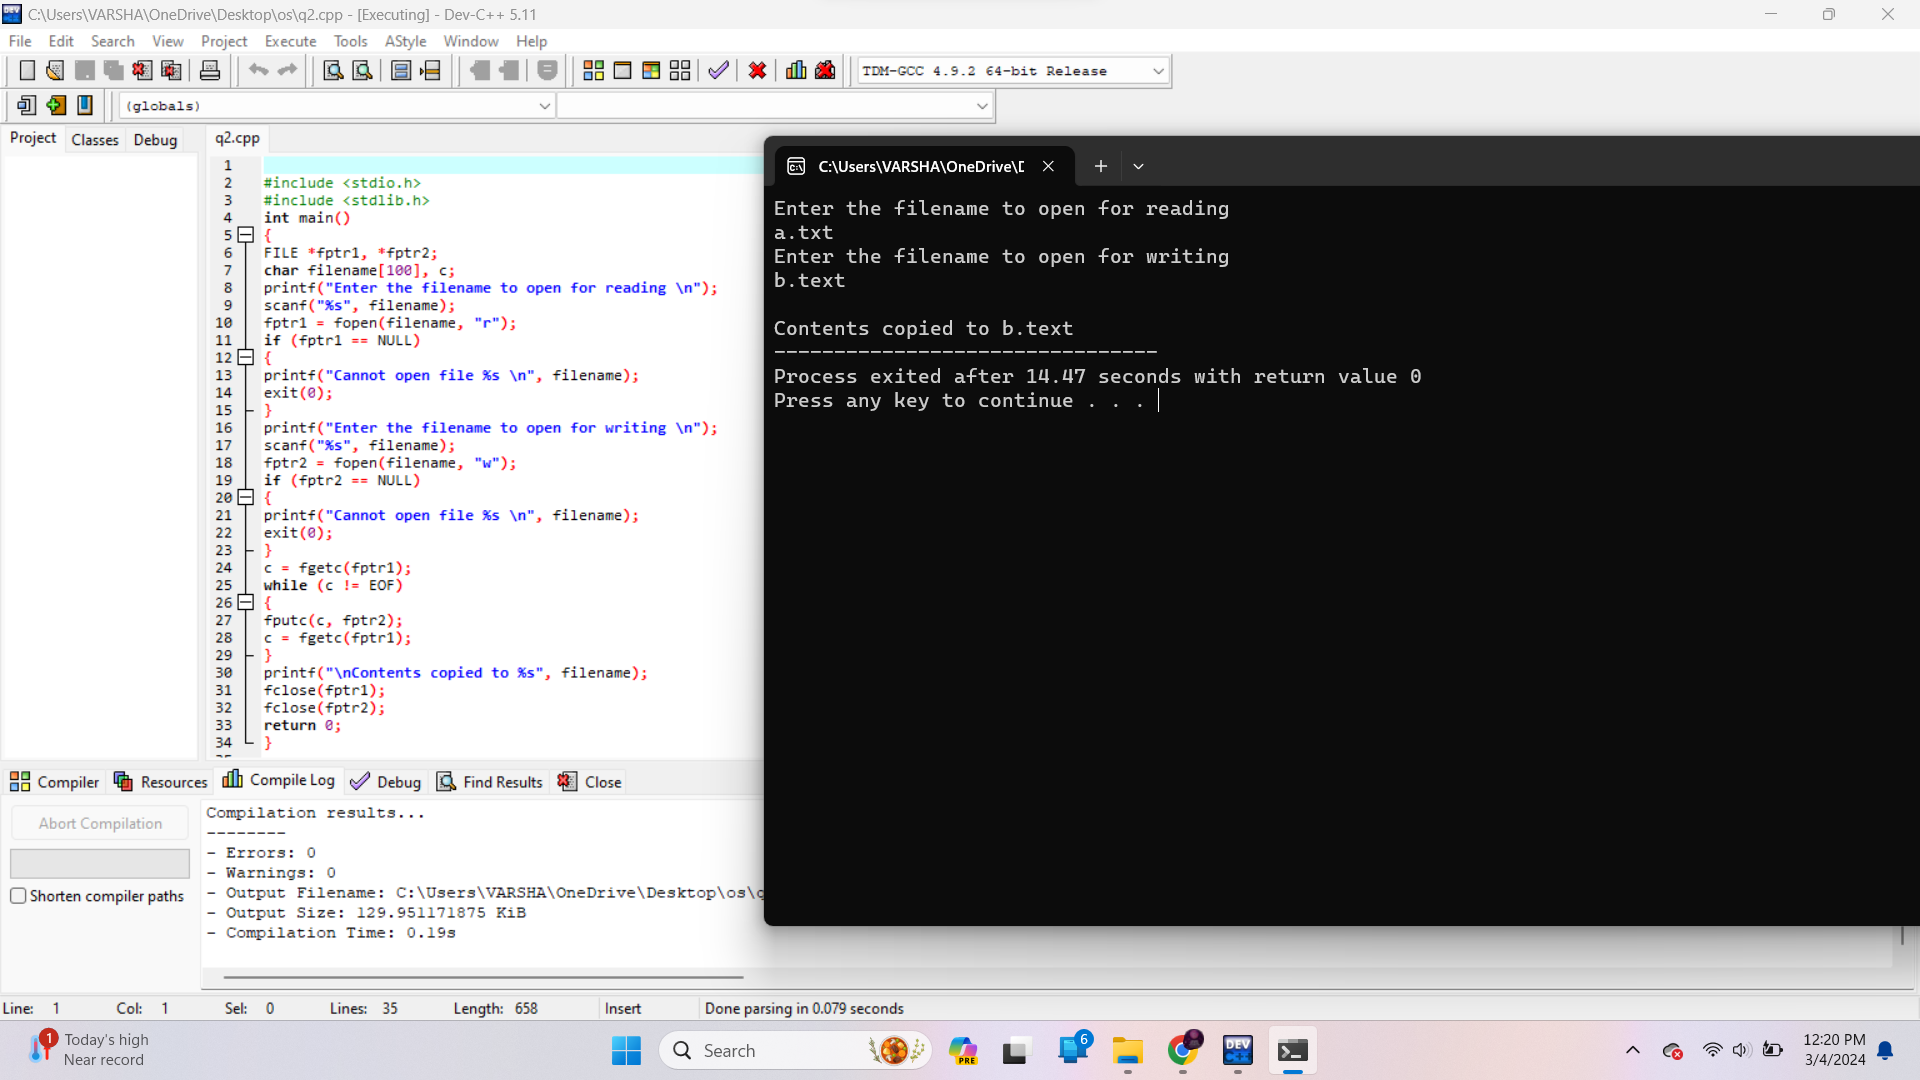 C:\Users\VARSHA\OneDrive\Desktop\os\q2.cpp - [Executing] - Dev-C++ 5.11
File Edit Search View Project Execute Tools AStyle Window Help
TDM-GCC 4.9.2 64-bit Release
(globals)
Project Classes Debug
q2.cpp
1
2 #include <stdio.h>
3 #include <stdlib.h>
4 int main()
5 {
6 FILE *fptr1, *fptr2;
7 char filename[100], c;
8 printf("Enter the filename to open for reading \n");
9 scanf("%s", filename);
10 fptr1 = fopen(filename, "r");
11 if (fptr1 == NULL)
12 {
13 printf("Cannot open file %s \n", filename);
14 exit(0);
15 }
16 printf("Enter the filename to open for writing \n");
17 scanf("%s", filename);
18 fptr2 = fopen(filename, "w");
19 if (fptr2 == NULL)
20 {
21 printf("Cannot open file %s \n", filename);
22 exit(0);
23 }
24 c = fgetc(fptr1);
25 while (c != EOF)
26 {
27 fputc(c, fptr2);
28 c = fgetc(fptr1);
29 }
30 printf("\nContents copied to %s", filename);
31 fclose(fptr1);
32 fclose(fptr2);
33 return 0;
34 }
C:\Users\VARSHA\OneDrive\
Enter the filename to open for reading
a.txt
Enter the filename to open for writing
b.text
Contents copied to b.text
--------------------------------
Process exited after 14.47 seconds with return value 0
Press any key to continue . . .
Compiler Resources Compile Log Debug Find Results Close
Abort Compilation
Shorten compiler paths
Compilation results...
--------
- Errors: 0
- Warnings: 0
- Output Filename: C:\Users\VARSHA\OneDrive\Desktop\os\q
- Output Size: 129.951171875 KiB
- Compilation Time: 0.19s
Line: 1 Col: 1 Sel: 0 Lines: 35 Length: 658 Insert Done parsing in 0.079 seconds
1
Today's high
Near record
Search
PRE
6
DEV
12:20 PM
3/4/2024